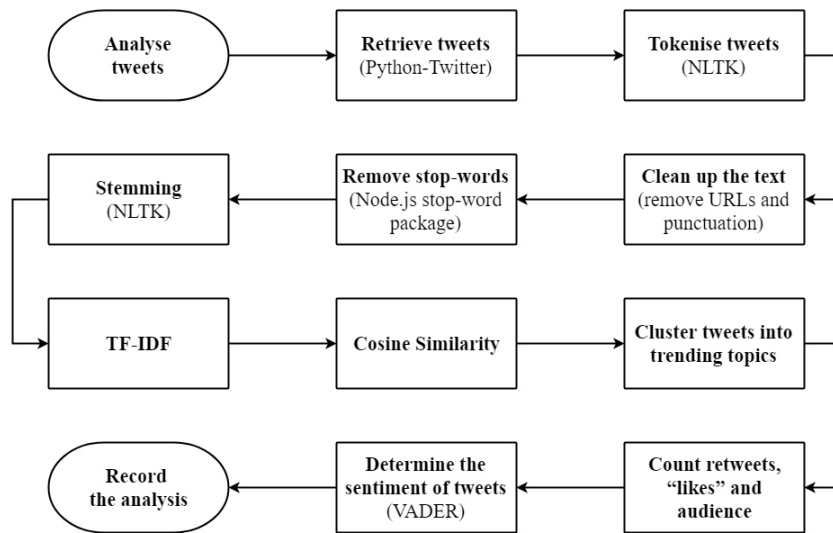 Analyse
tweets
Retrieve tweets
(Python-Twitter)
Tokenise tweets
(NLTK)
Clean up the text
(remove URLs and
punctuation)
Remove stop-words
(Node.js stop-word
package)
Stemming
(NLTK)
TF-IDF
Cosine Similarity
Cluster tweets into
trending topics
Count retweets,
“likes” and
audience
Determine the
sentiment of tweets
(VADER)
Record
the analysis